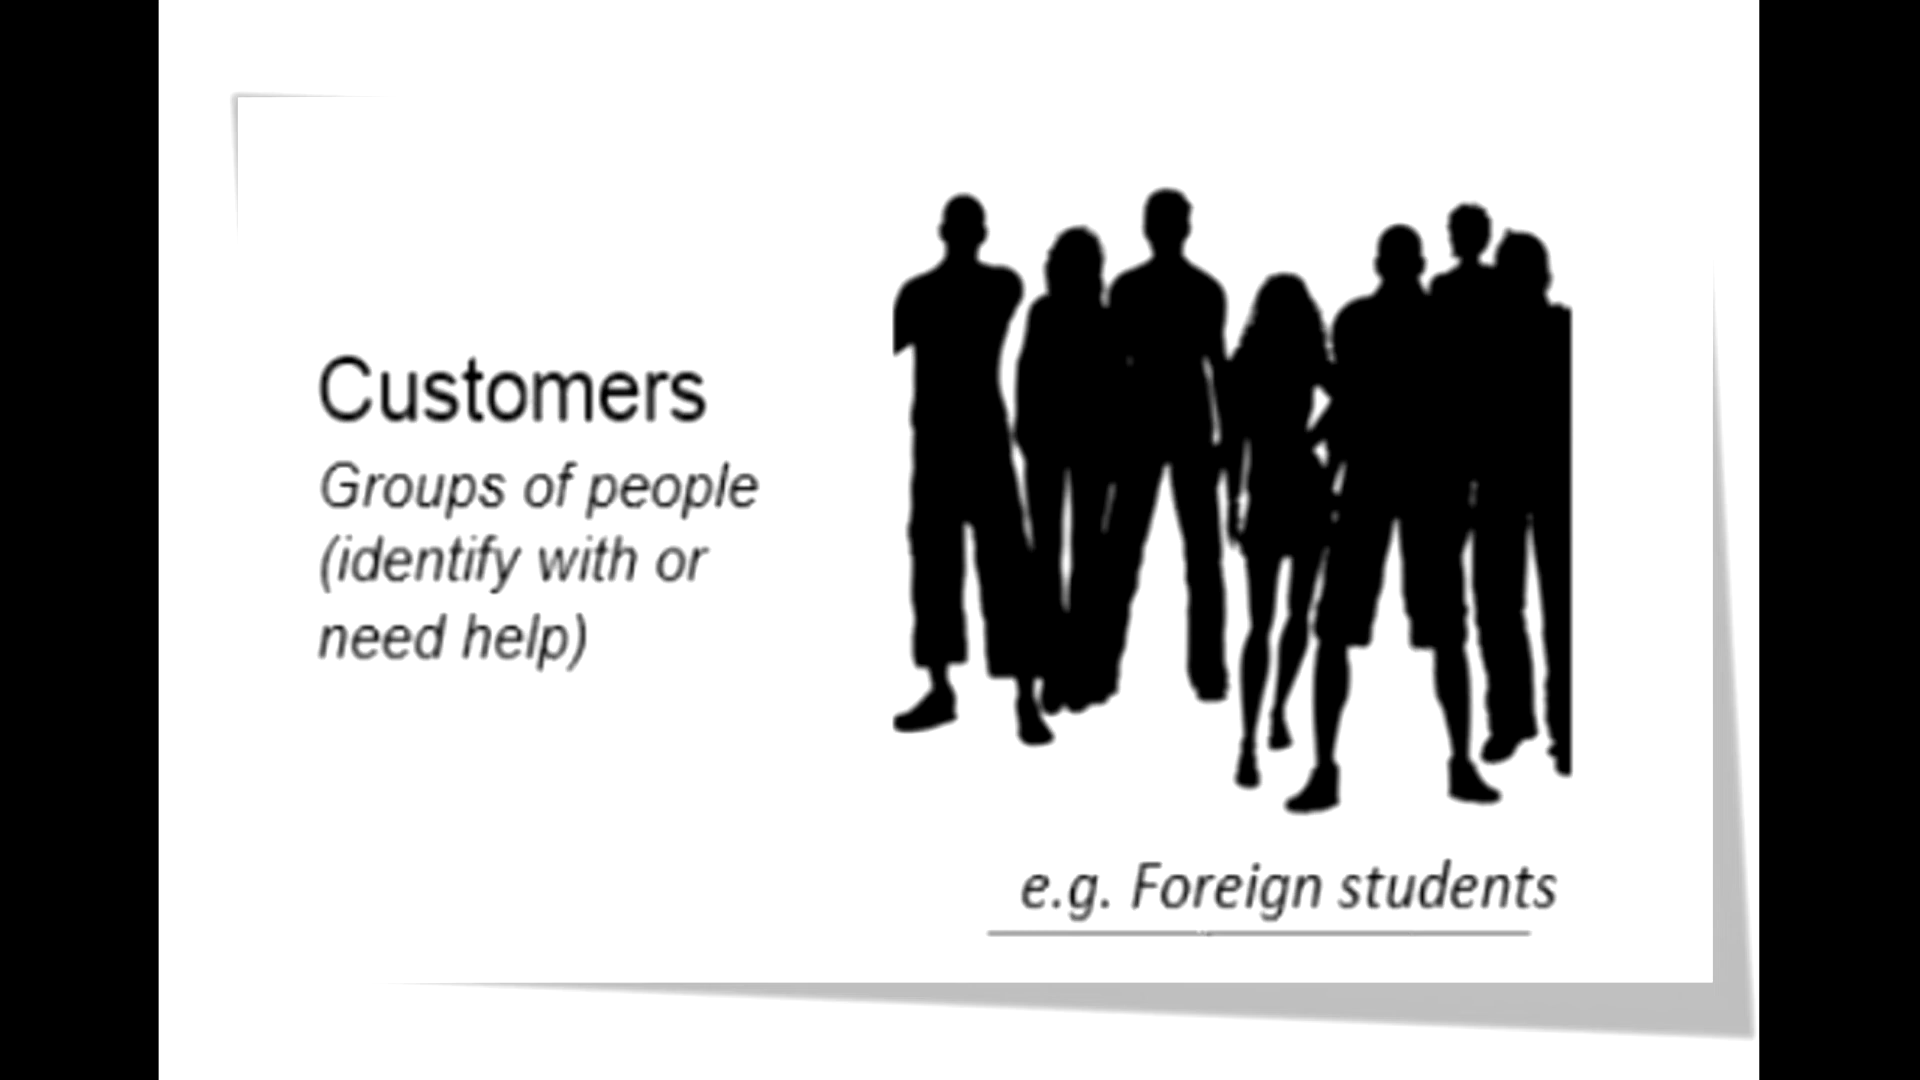 Customers
Groups of people
(identify with or
need help)
e.g. Foreign students